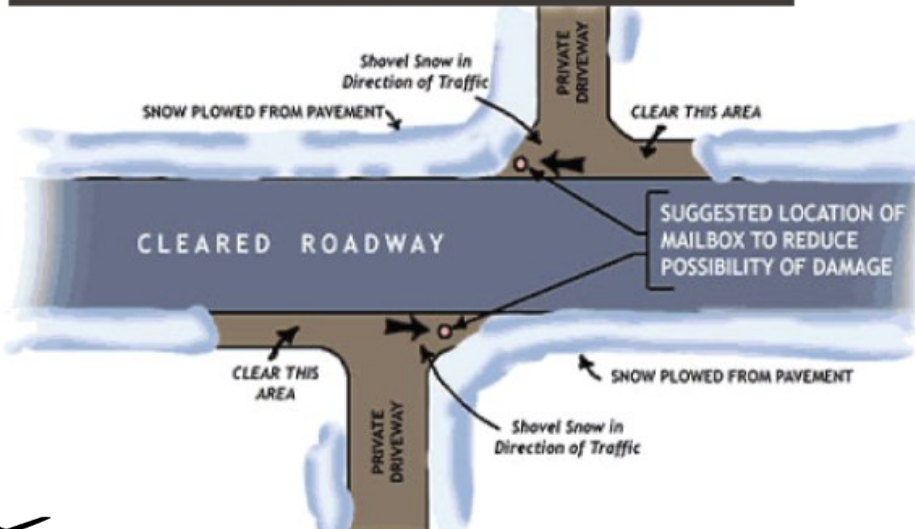 PRIVATE
DRIVEWAY
Shovel Snow in
Direction of Traffic
SNOW PLOWED FROM PAVEMENT
CLEAR THIS AREA
CLEARED ROADWAY
SUGGESTED LOCATION OF
MAILBOX TO REDUCE
POSSIBILITY OF DAMAGE
CLEAR THIS
AREA
SNOW PLOWED FROM PAVEMENT
PRIVATE
DRIVEWAY
Shovel Snow in
Direction of Traffic